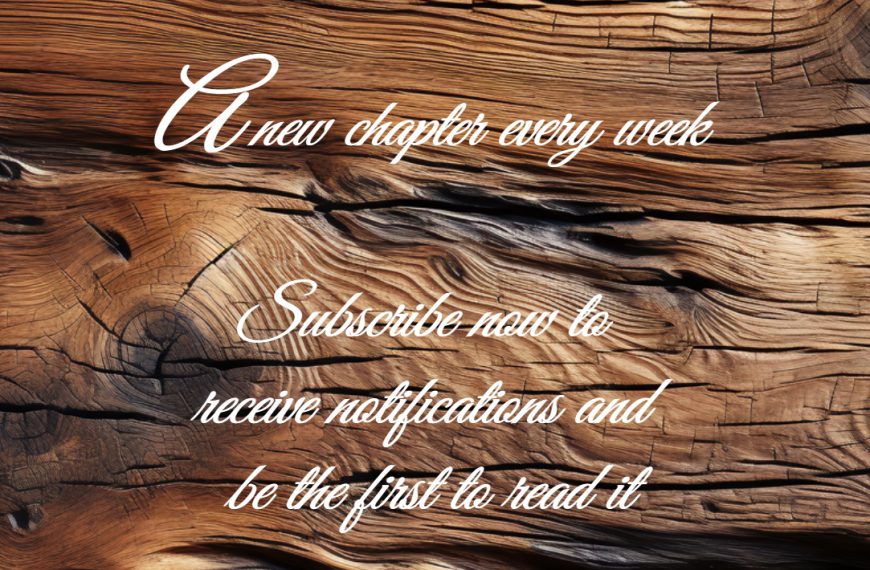 A new chapter every week
Subscribe now to
receive notifications and
be the first to read it